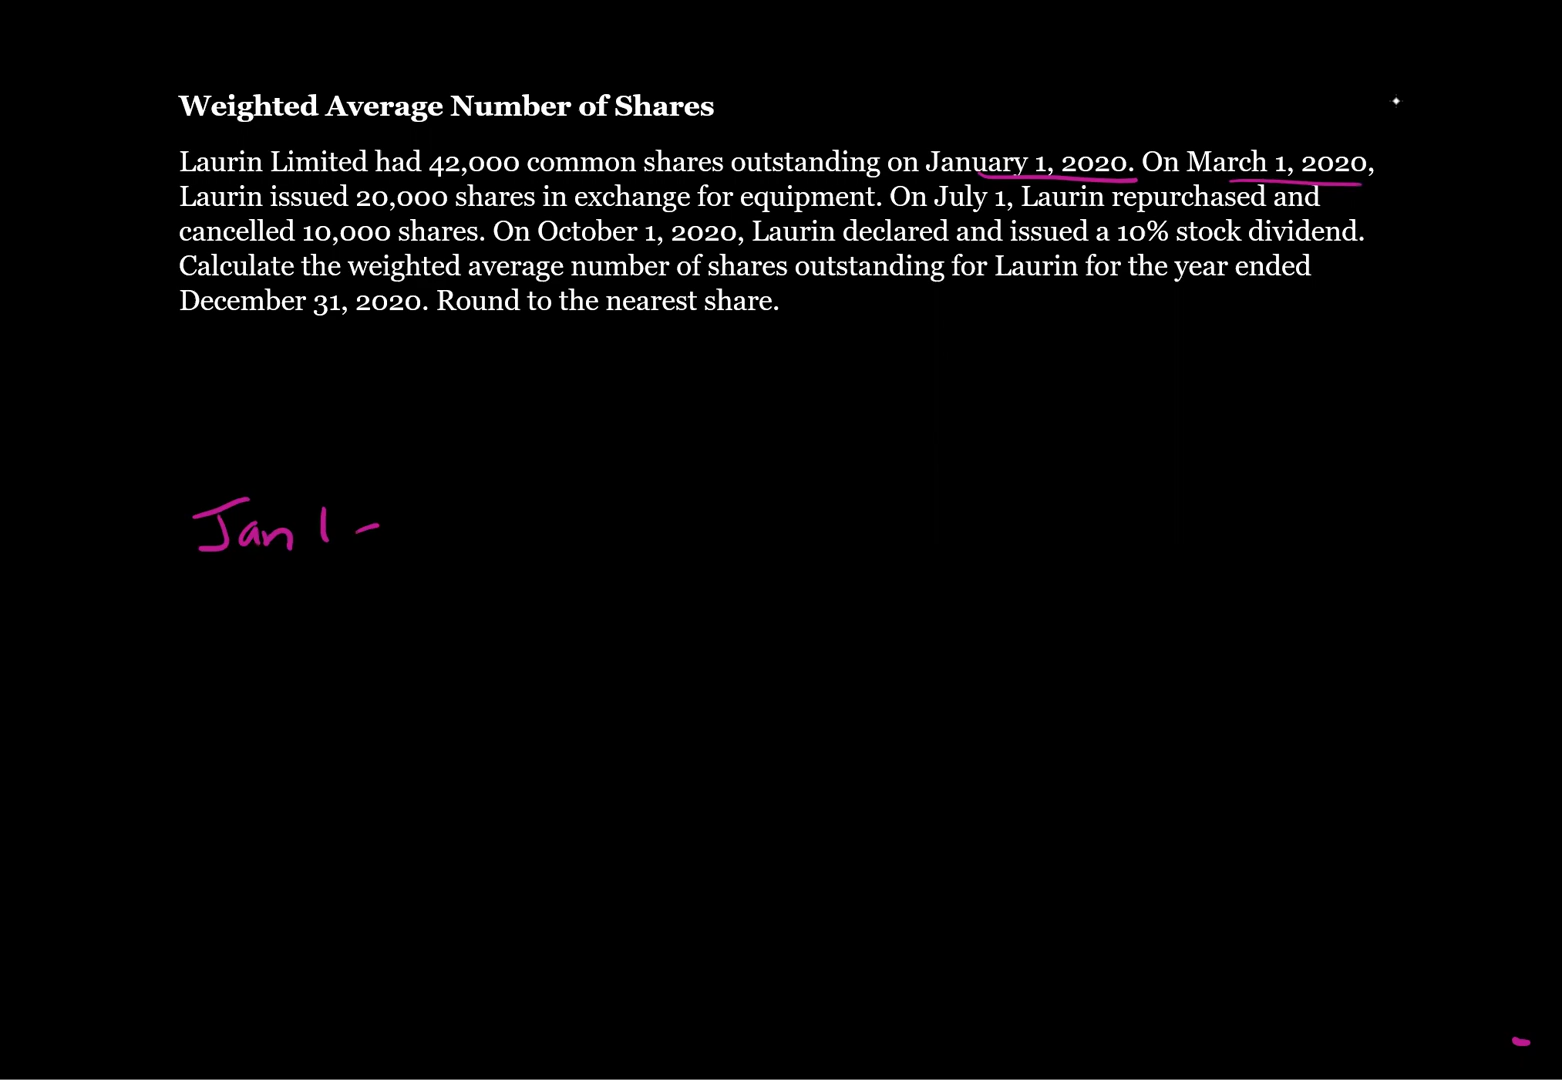 Weighted Average Number of Shares
Laurin Limited had 42,000 common shares outstanding on January 1, 2020. On March 1, 2020,
Laurin issued 20,000 shares in exchange for equipment. On July 1, Laurin repurchased and
cancelled 10,000 shares. On October 1, 2020, Laurin declared and issued a 10% stock dividend.
Calculate the weighted average number of shares outstanding for Laurin for the year ended
December 31, 2020. Round to the nearest share.
Jan 1 -